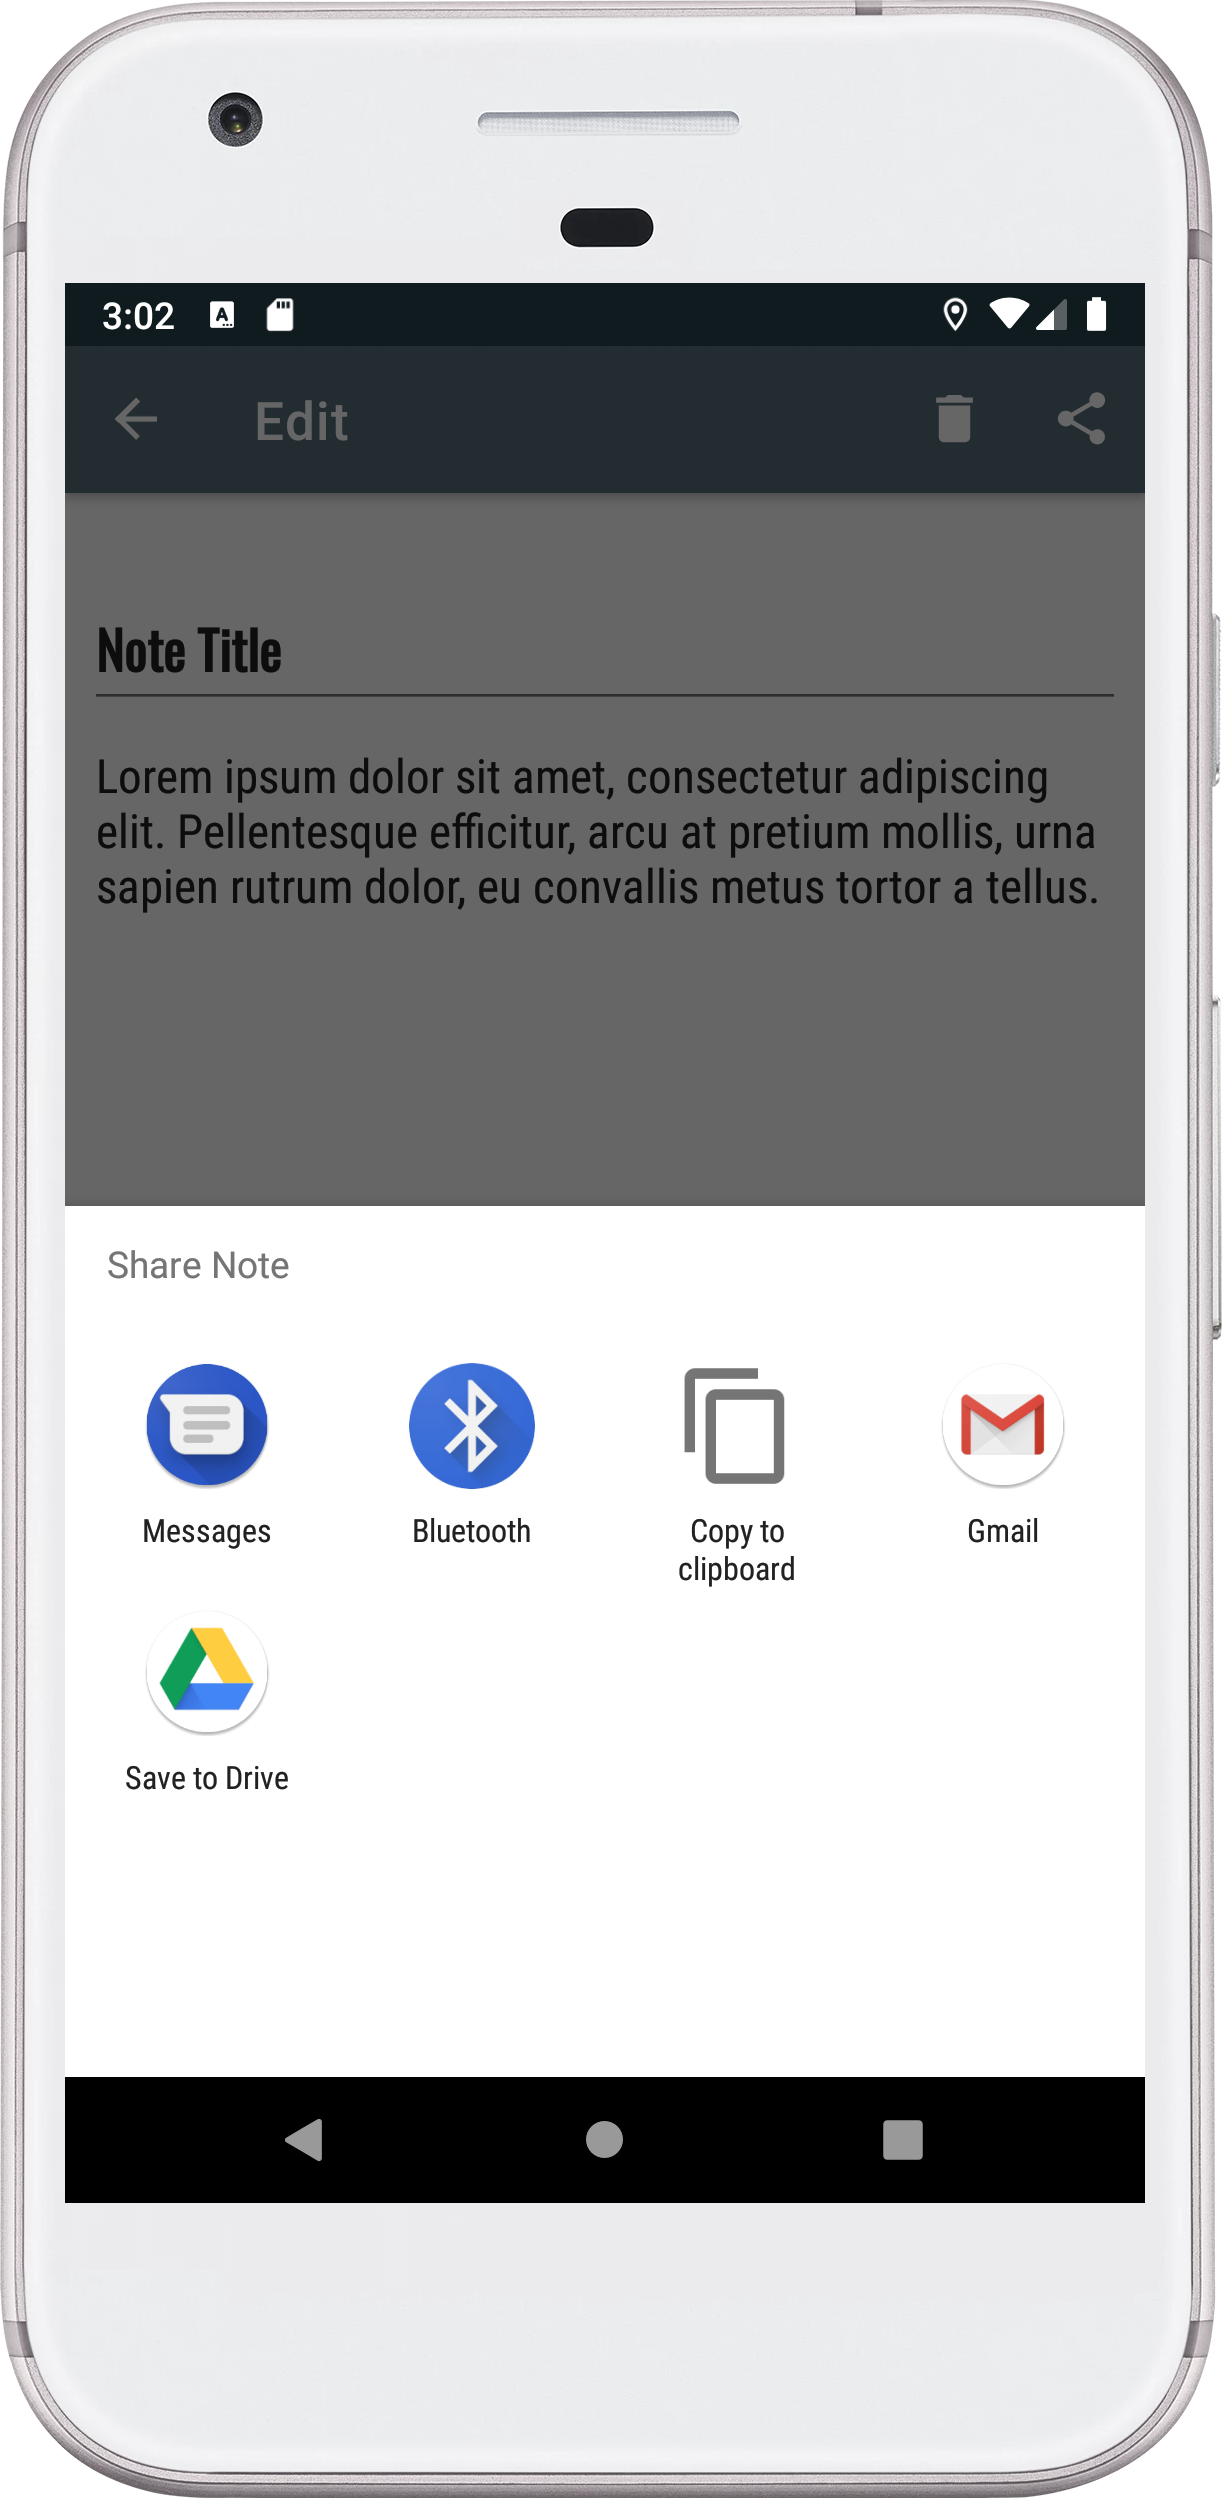 3:02
Edit
Note Title
Lorem ipsum dolor sit amet, consectetur adipiscing
elit. Pellentesque efficitur, arcu at pretium mollis, urna
sapien rutrum dolor, eu convallis metus tortor a tellus.
Share Note
Messages
Bluetooth
Copy to
clipboard
Gmail
Save to Drive